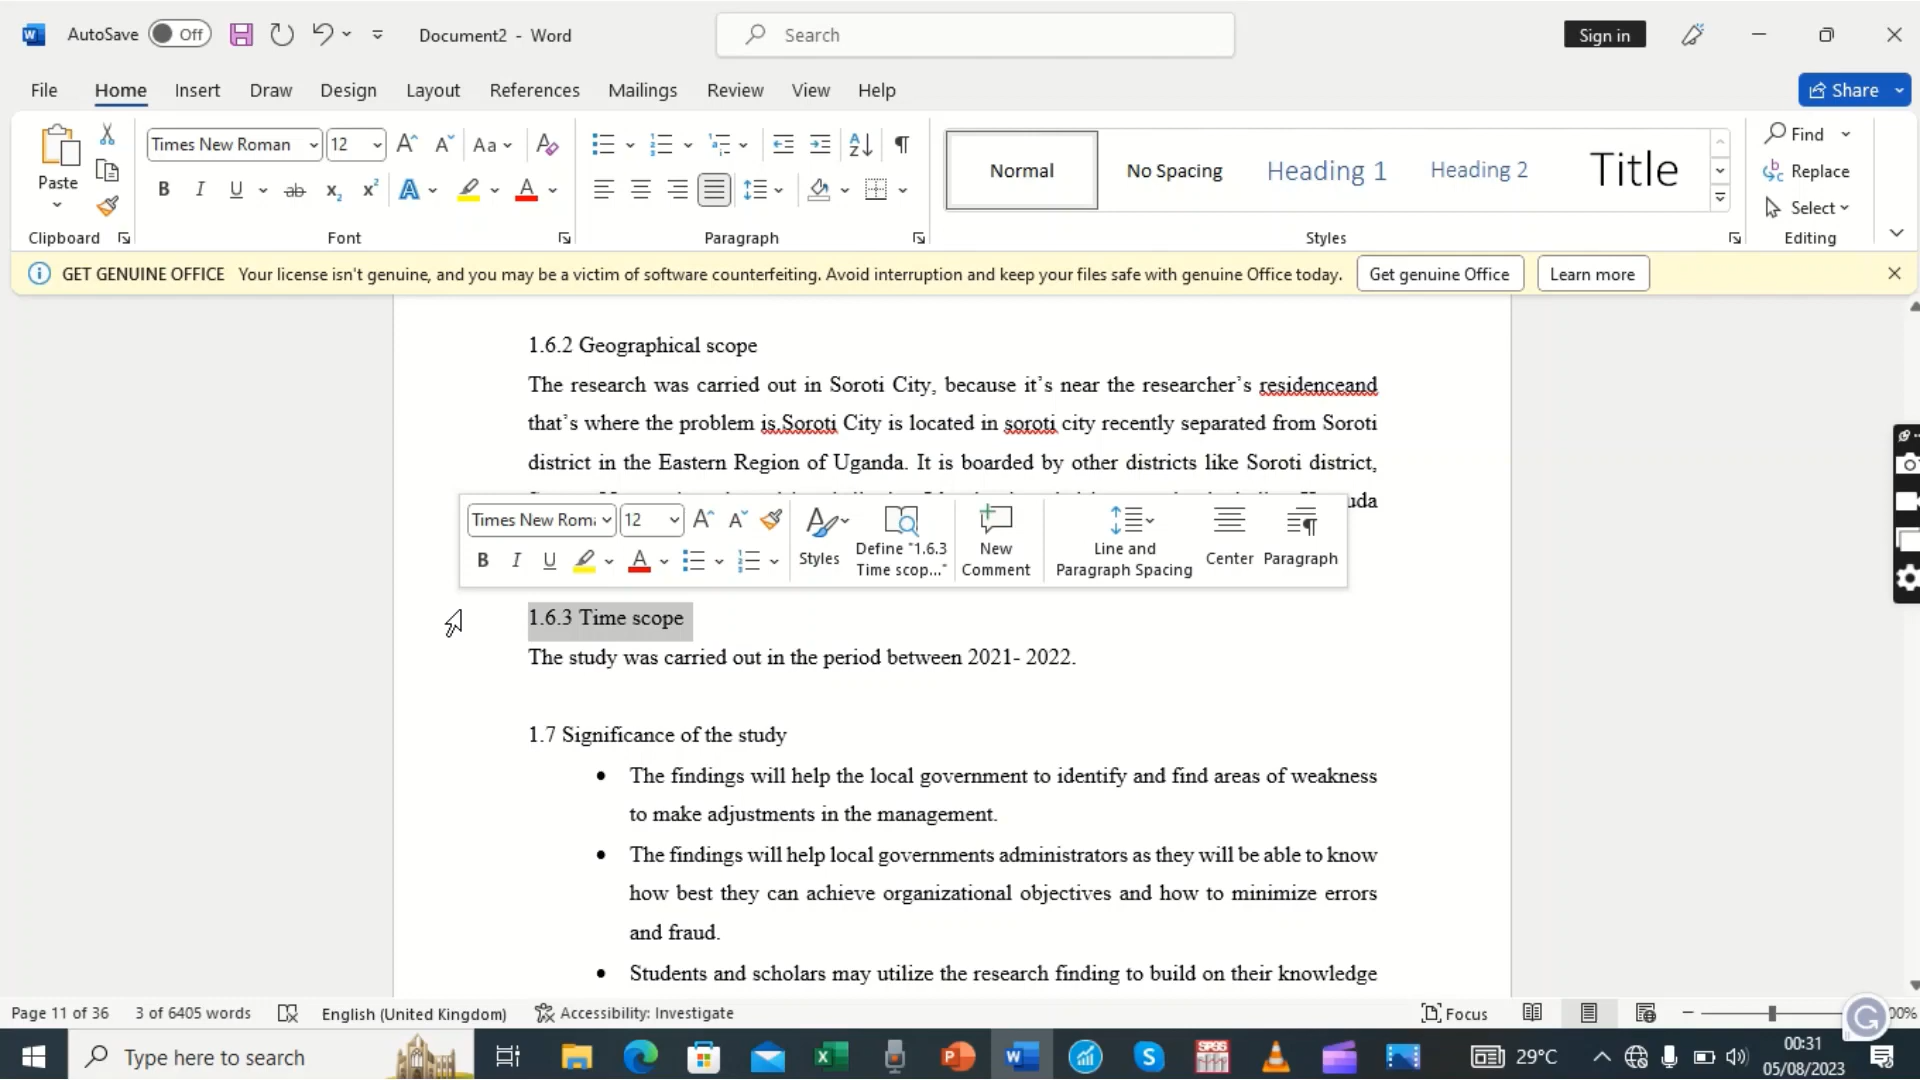 AutoSave Off Document2 - Word Search Sign in
File Home Insert Draw Design Layout References Mailings Review View Help Share
Paste Times New Roman 12 Aa Normal No Spacing Heading 1 Heading 2 Title Find Replace Select
Clipboard Font Paragraph Styles Editing
GET GENUINE OFFICE Your license isn't genuine, and you may be a victim of software counterfeiting. Avoid interruption and keep your files safe with genuine Office today. Get genuine Office Learn more
1.6.2 Geographical scope
The research was carried out in Soroti City, because it's near the researcher's residenceand
that's where the problem is.Soroti City is located in soroti city recently separated from Soroti
district in the Eastern Region of Uganda. It is boarded by other districts like Soroti district,
Times New Roma 12 Styles Define "1.6.3 Time scop..." New Comment Line and Paragraph Spacing Center Paragraph
1.6.3 Time scope
The study was carried out in the period between 2021- 2022.
1.7 Significance of the study
• The findings will help the local government to identify and find areas of weakness
to make adjustments in the management.
• The findings will help local governments administrators as they will be able to know
how best they can achieve organizational objectives and how to minimize errors
and fraud.
• Students and scholars may utilize the research finding to build on their knowledge
Page 11 of 36 3 of 6405 words English (United Kingdom) Accessibility: Investigate Focus
Type here to search 29°C 00:31
05/08/2023